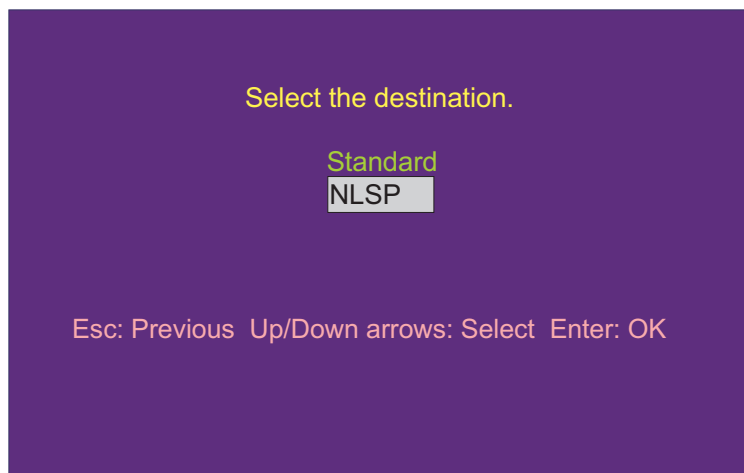 Select the destination.
Standard
NLSP
Esc: Previous  Up/Down arrows: Select  Enter: OK